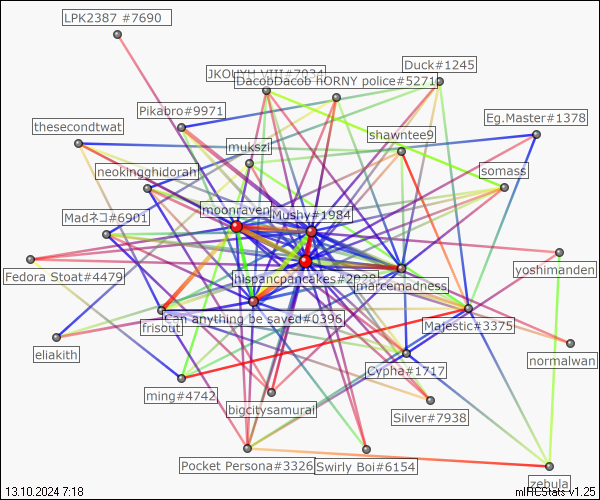 LPK2387 #7690
Duck#1245
JKOUYH VIII#7034
DacobDacob hORNY police#5271
Pikabro#9971
Eg.Master#1378
thesecondtwat
shawntee9
mukszi
neokingghidorah
somass
moonraven
Mushy#1984
Madネコ#6901
Fedora Stoat#4479
yoshimanden
hispancpancakes#2028
marcemadness
Can anything be saved#0396
frisout
Majestic#3375
eliakith
normalwan
Cypha#1717
ming#4742
bigcitysamurai
Silver#7938
Pocket Persona#3326
Swirly Boi#6154
zebula
13.10.2024 7:18
mIRCStats v1.25